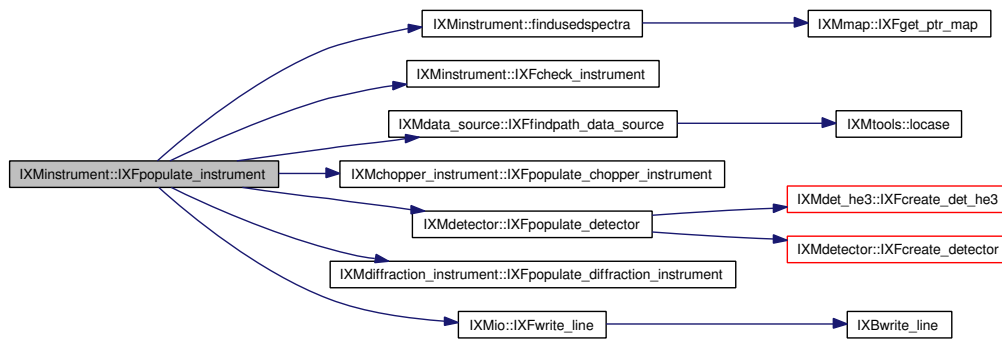 IXMinstrument::IXFpopulate_instrument
IXMinstrument::findusedspectra
IXMmap::IXFget_ptr_map
IXMinstrument::IXFcheck_instrument
IXMdata_source::IXFfindpath_data_source
IXMtools::locase
IXMchopper_instrument::IXFpopulate_chopper_instrument
IXMdetector::IXFpopulate_detector
IXMdet_he3::IXFcreate_det_he3
IXMdetector::IXFcreate_detector
IXMdiffraction_instrument::IXFpopulate_diffraction_instrument
IXMio::IXFwrite_line
IXBwrite_line